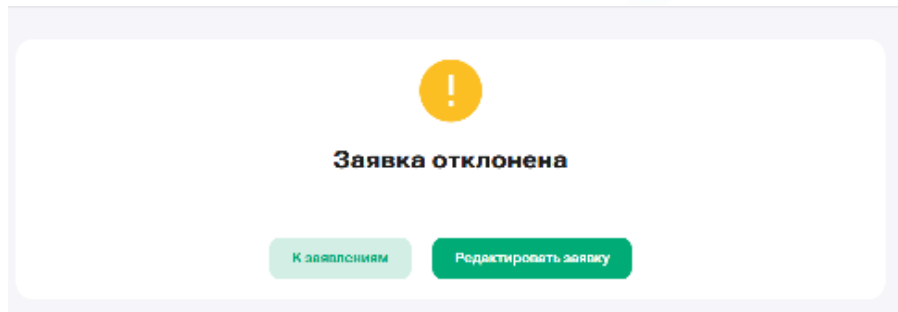 Заявка отклонена
К заявлениям
Редактировать заявку